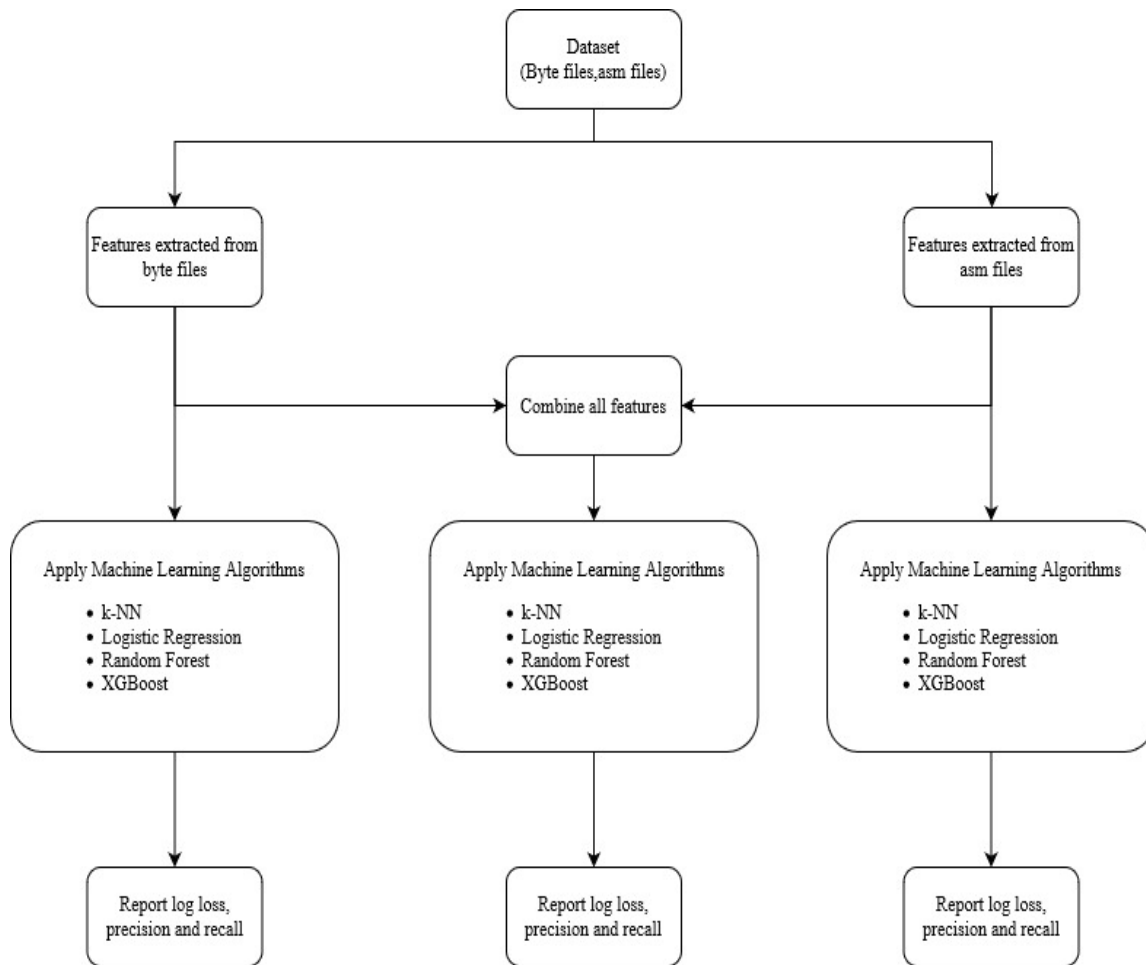 Dataset
(Byte files,asm files)
Features extracted from
byte files
Features extracted from
asm files
Combine all features
Apply Machine Learning Algorithms
• k-NN
• Logistic Regression
• Random Forest
• XGBoost
Apply Machine Learning Algorithms
• k-NN
• Logistic Regression
• Random Forest
• XGBoost
Apply Machine Learning Algorithms
• k-NN
• Logistic Regression
• Random Forest
• XGBoost
Report log loss,
precision and recall
Report log loss,
precision and recall
Report log loss,
precision and recall